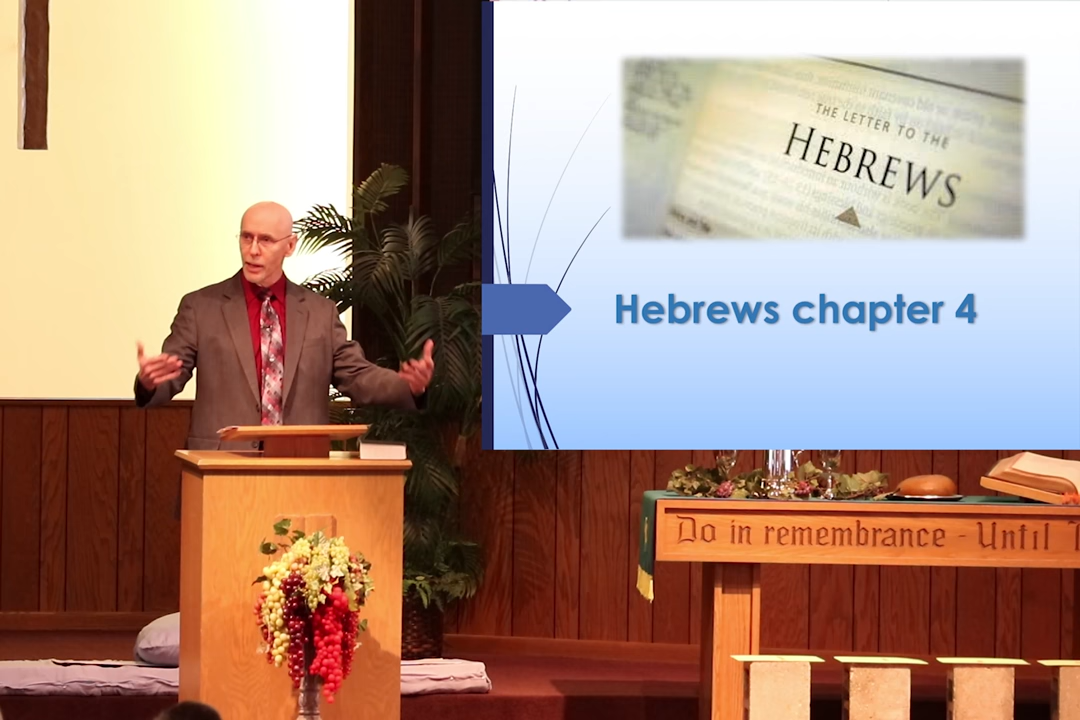 THE LETTER TO THE
HEBREWS
Hebrews chapter 4
Do in remembrance - Until